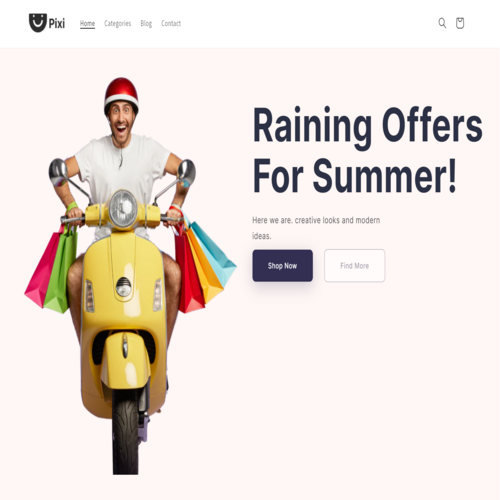 Pixi
Home Categories Blog Contact
Raining Offers
For Summer!
Here we are. creative looks and modern
ideas.
Shop Now Find More